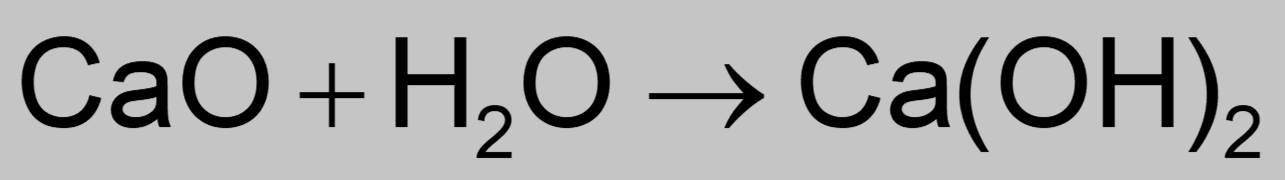 CaO + H₂O → Ca(OH)₂